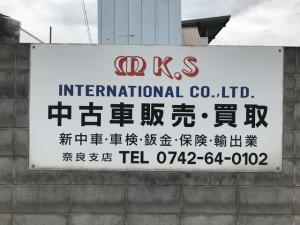 M K.S
INTERNATIONAL CO.,LTD.
中古車販売・買取
新中車・車検・鈑金・保険・輸出業
奈良支店 TEL 0742-64-0102